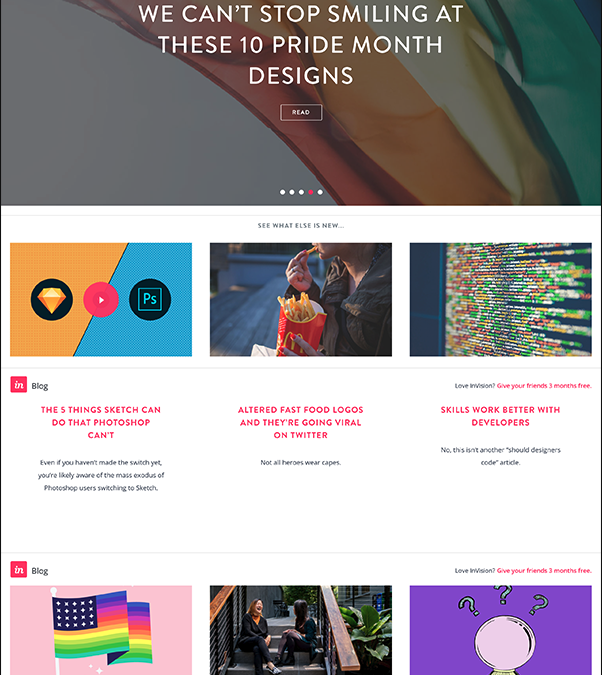 WE CAN'T STOP SMILING AT
THESE 10 PRIDE MONTH
DESIGNS
READ
SEE WHAT ELSE IS NEW...
Ps
in Blog
Love InVision? Give your friends 3 months free.
THE 5 THINGS SKETCH CAN
DO THAT PHOTOSHOP
CAN'T
Even if you haven't made the switch yet,
you're likely aware of the mass exodus of
Photoshop users switching to Sketch.
ALTERED FAST FOOD LOGOS
AND THEY'RE GOING VIRAL
ON TWITTER
Not all heroes wear capes.
SKILLS WORK BETTER WITH
DEVELOPERS
No, this isn't another "should designers
code" article.
in Blog
Love InVision? Give your friends 3 months free.
? ? ?